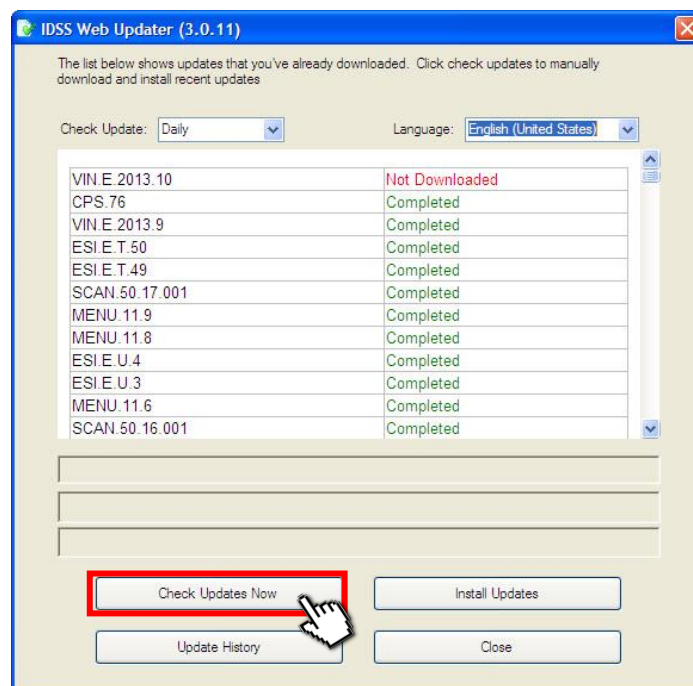 IDSS Web Updater (3.0.11)
The list below shows updates that you've already downloaded. Click check updates to manually
download and install recent updates
Check Update: Daily Language: English (United States)
VIN.E.2013.10 Not Downloaded
CPS.76 Completed
VIN.E.2013.9 Completed
ESI.E.T.50 Completed
ESI.E.T.49 Completed
SCAN.50.17.001 Completed
MENU.11.9 Completed
MENU.11.8 Completed
ESI.E.U.4 Completed
ESI.E.U.3 Completed
MENU.11.6 Completed
SCAN.50.16.001 Completed
Check Updates Now Install Updates
Update History Close